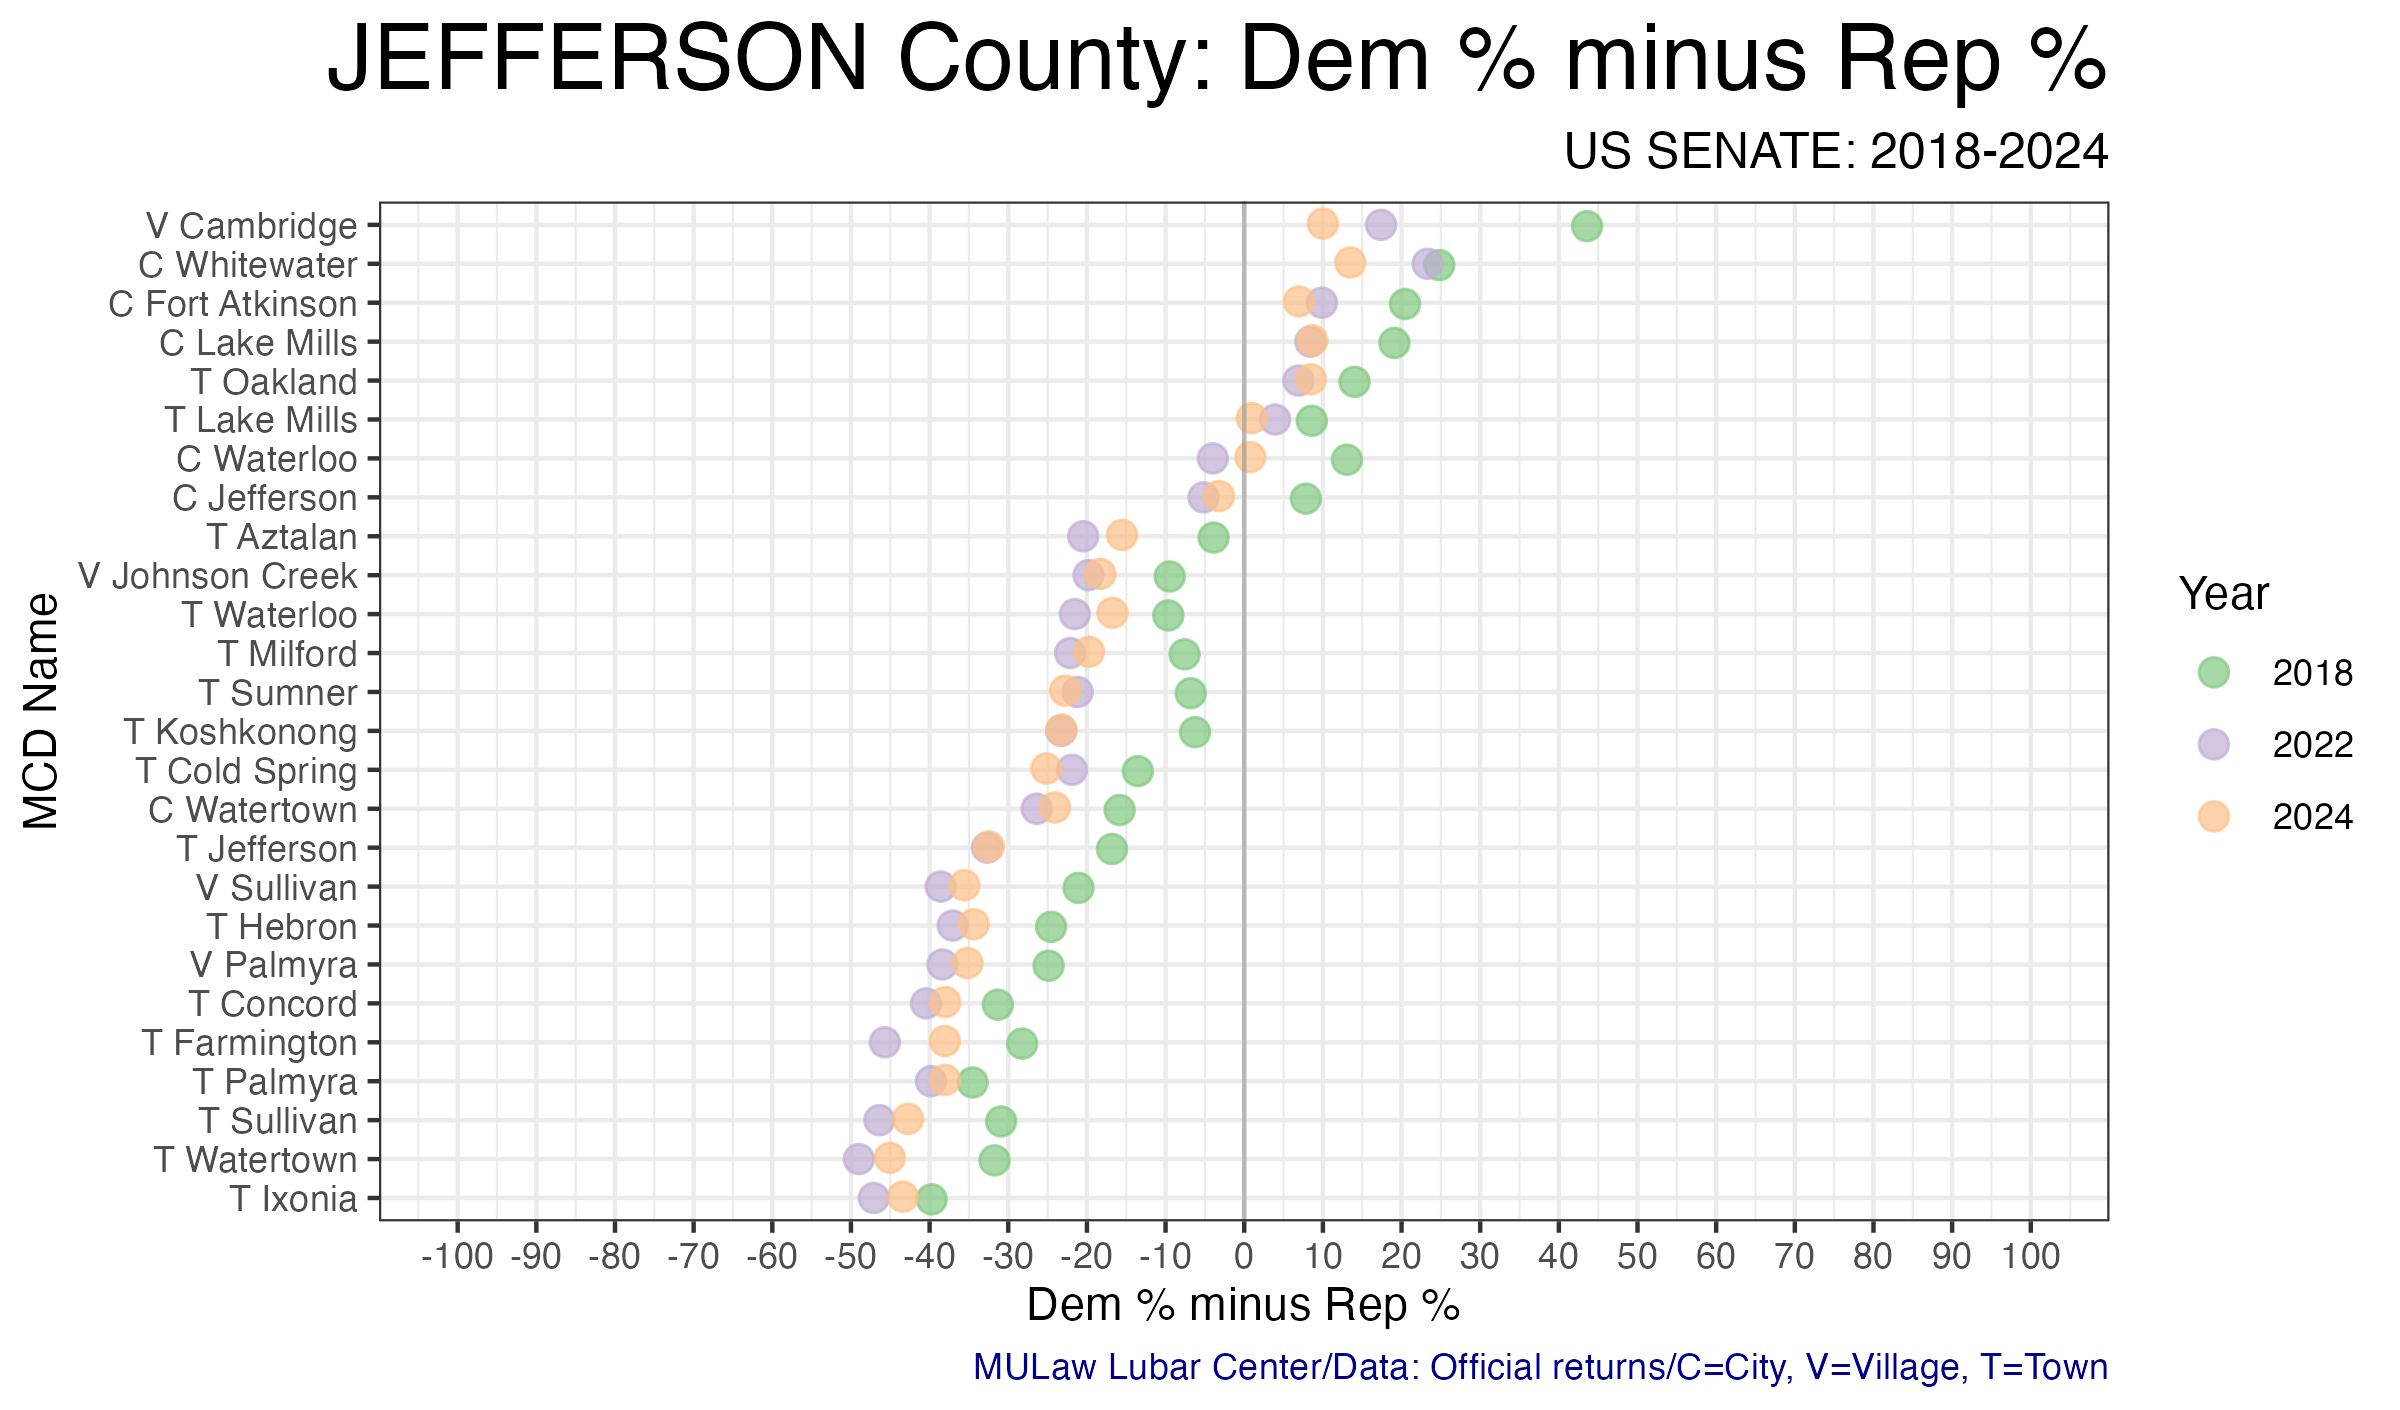 JEFFERSON County: Dem % minus Rep %
US SENATE: 2018-2024
V Cambridge
C Whitewater
C Fort Atkinson
C Lake Mills
T Oakland
T Lake Mills
C Waterloo
C Jefferson
T Aztalan
V Johnson Creek
T Waterloo
T Milford
T Sumner
T Koshkonong
T Cold Spring
C Watertown
T Jefferson
V Sullivan
T Hebron
V Palmyra
T Concord
T Farmington
T Palmyra
T Sullivan
T Watertown
T Ixonia
MCD Name
-100 -90 -80 -70 -60 -50 -40 -30 -20 -10 0 10 20 30 40 50 60 70 80 90 100
Dem % minus Rep %
Year
2018
2022
2024
MULaw Lubar Center/Data: Official returns/C=City, V=Village, T=Town